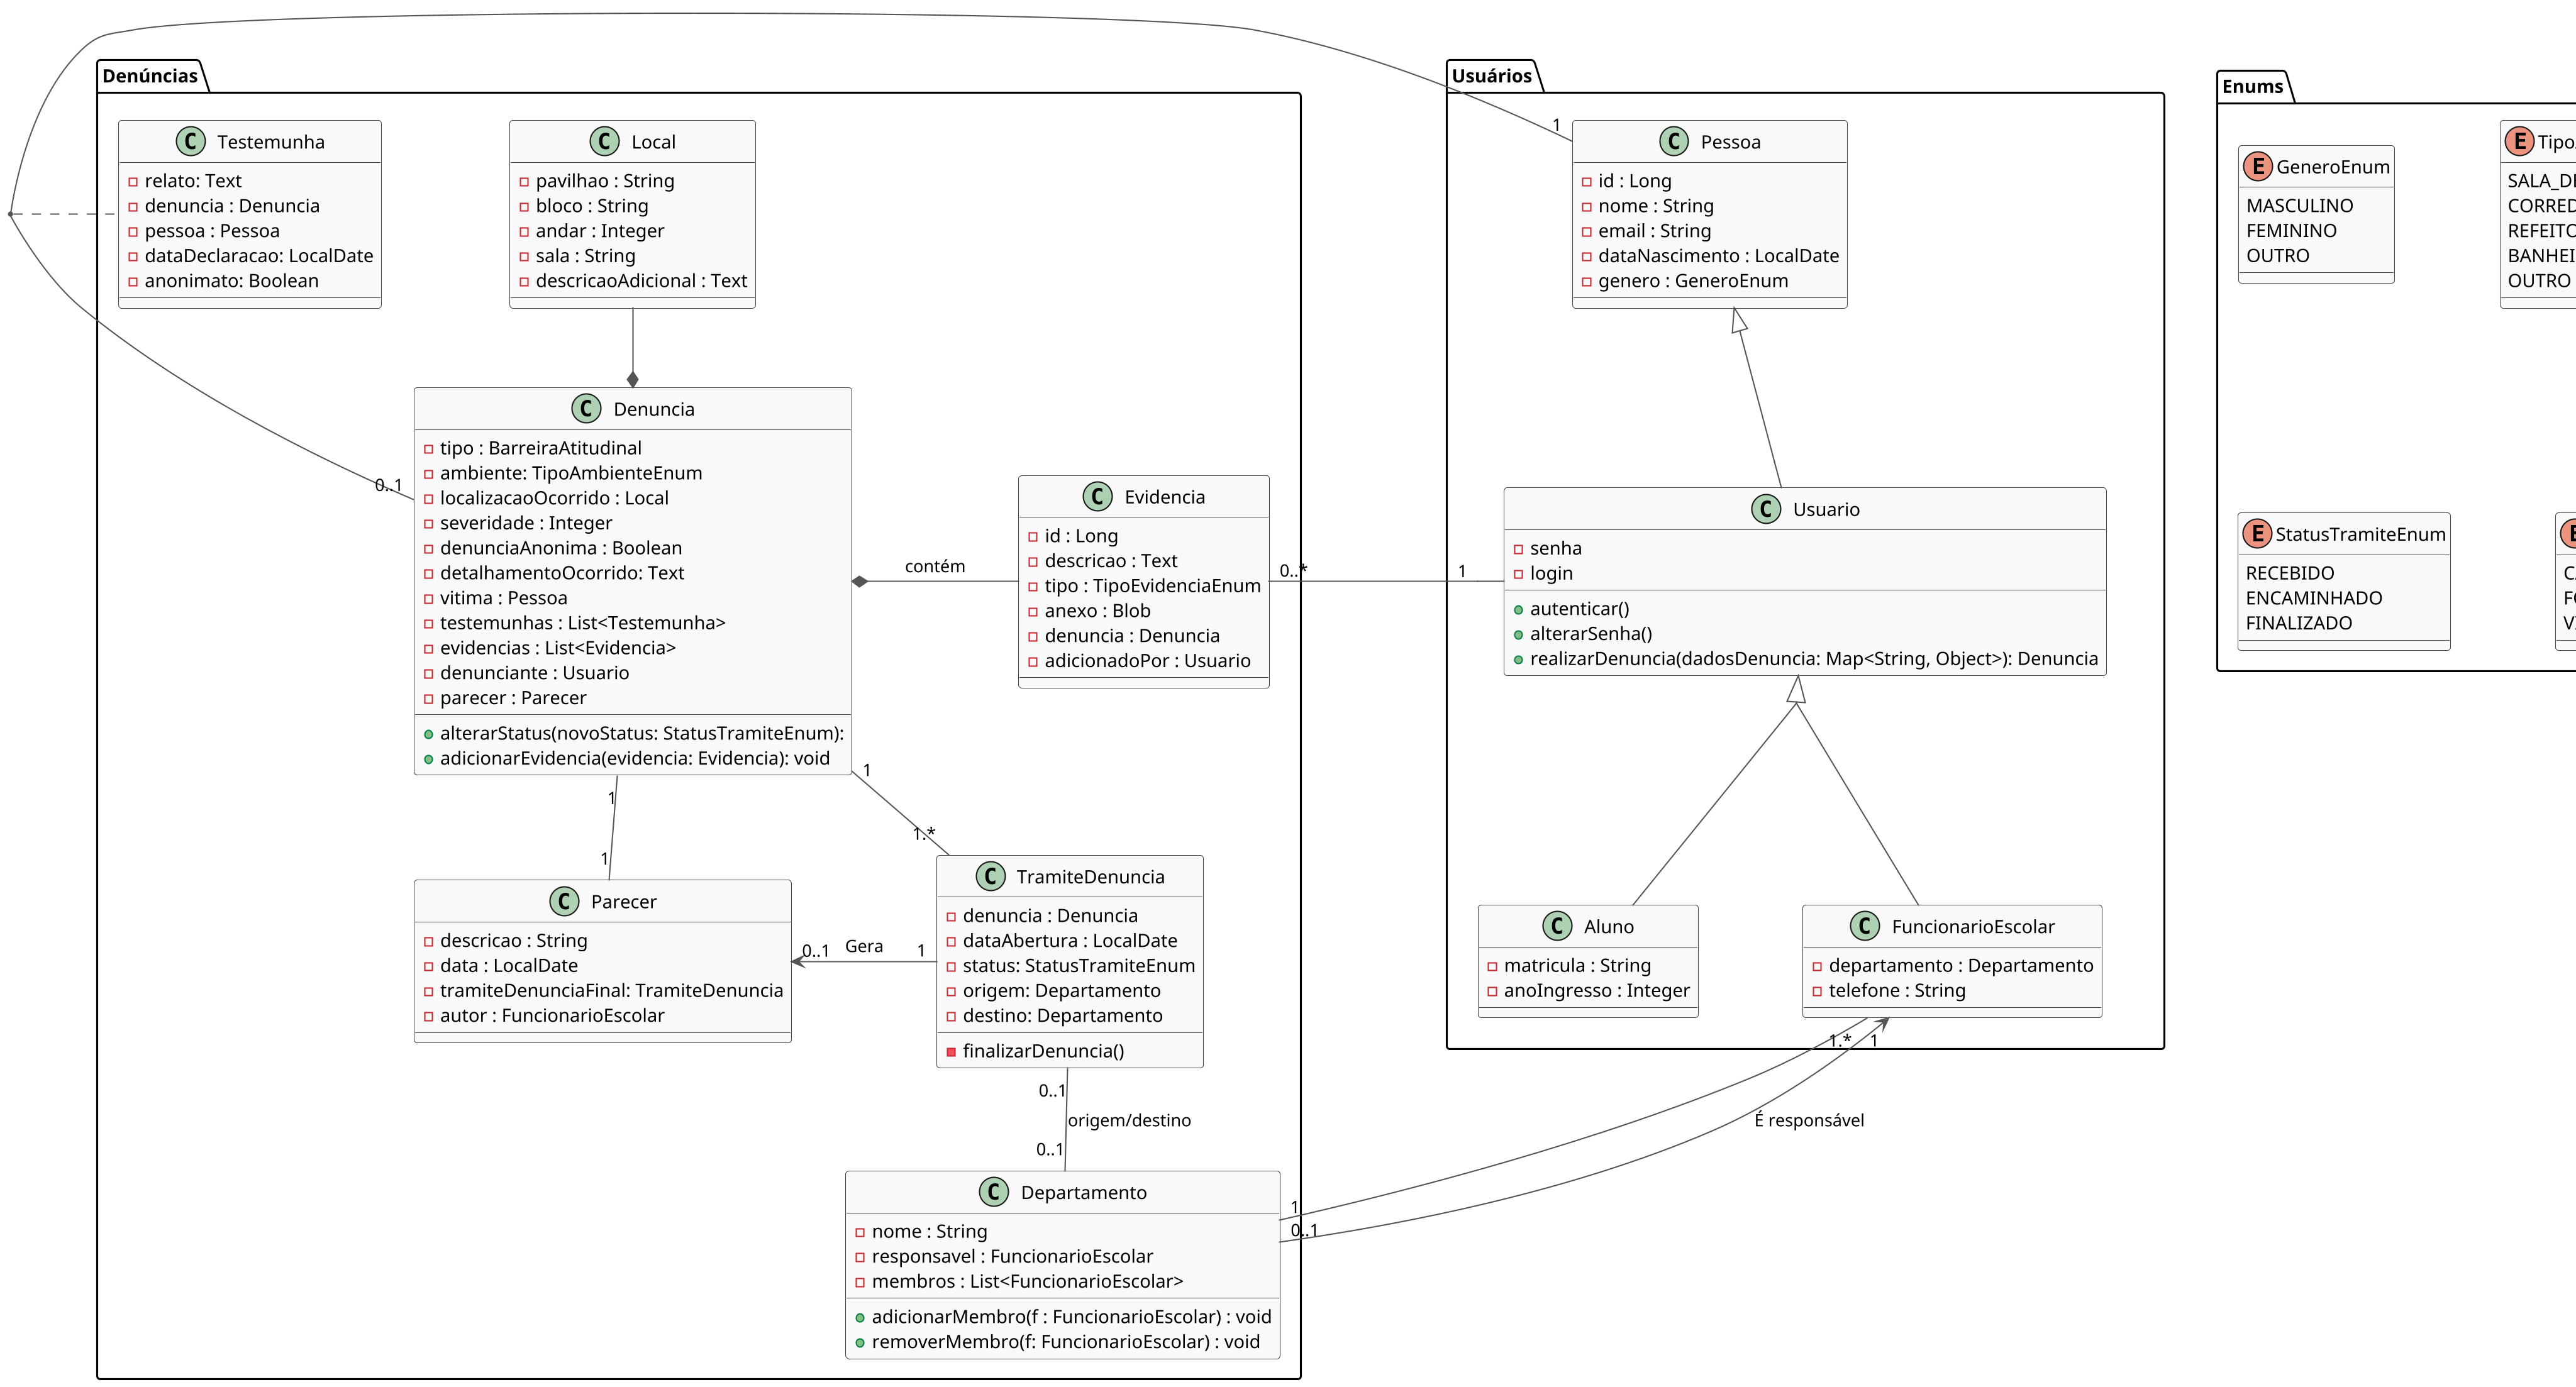 Denúncias
Testemunha
relato: Text
denuncia : Denuncia
pessoa : Pessoa
dataDeclaracao: LocalDate
anonimato: Boolean
Local
pavilhao : String
bloco : String
andar : Integer
sala : String
descricaoAdicional : Text
Denuncia
tipo : BarreiraAtitudinal
ambiente: TipoAmbienteEnum
localizacaoOcorrido : Local
severidade : Integer
denunciaAnonima : Boolean
detalhamentoOcorrido: Text
vitima : Pessoa
testemunhas : List<Testemunha>
evidencias : List<Evidencia>
denunciante : Usuario
parecer : Parecer
alterarStatus(novoStatus: StatusTramiteEnum):
adicionarEvidencia(evidencia: Evidencia): void
0..1
contém
Evidencia
id : Long
descricao : Text
tipo : TipoEvidenciaEnum
anexo : Blob
denuncia : Denuncia
adicionadoPor : Usuario
0..*
1
1
1
1
1.*
Parecer
descricao : String
data : LocalDate
tramiteDenunciaFinal: TramiteDenuncia
autor : FuncionarioEscolar
0..1
Gera
1
TramiteDenuncia
denuncia : Denuncia
dataAbertura : LocalDate
status: StatusTramiteEnum
origem: Departamento
destino: Departamento
finalizarDenuncia()
0..1
origem/destino
0..1
Departamento
nome : String
responsavel : FuncionarioEscolar
membros : List<FuncionarioEscolar>
adicionarMembro(f : FuncionarioEscolar) : void
removerMembro(f: FuncionarioEscolar) : void
1
0..1
Usuários
1
Pessoa
id : Long
nome : String
email : String
dataNascimento : LocalDate
genero : GeneroEnum
Usuario
senha
login
autenticar()
alterarSenha()
realizarDenuncia(dadosDenuncia: Map<String, Object>): Denuncia
Aluno
matricula : String
anoIngresso : Integer
FuncionarioEscolar
departamento : Departamento
telefone : String
1.*
1
É responsável
Enums
GeneroEnum
MASCULINO
FEMININO
OUTRO
Tipo
SALA_D
CORRED
REFEITO
BANHEI
OUTRO
StatusTramiteEnum
RECEBIDO
ENCAMINHADO
FINALIZADO